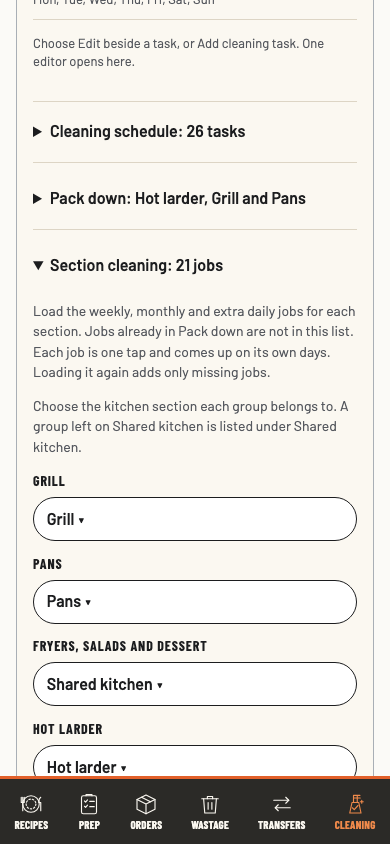 Mon, Tue, Wed, Thu, Fri, Sat, Sun
Choose Edit beside a task, or Add cleaning task. One
editor opens here.
▶ Cleaning schedule: 26 tasks
▶ Pack down: Hot larder, Grill and Pans
▼ Section cleaning: 21 jobs
Load the weekly, monthly and extra daily jobs for each
section. Jobs already in Pack down are not in this list.
Each job is one tap and comes up on its own days.
Loading it again adds only missing jobs.
Choose the kitchen section each group belongs to. A
group left on Shared kitchen is listed under Shared
kitchen.
GRILL
Grill ▾
PANS
Pans ▾
FRYERS, SALADS AND DESSERT
Shared kitchen ▾
HOT LARDER
Hot larder ▾
RECIPES PREP ORDERS WASTAGE TRANSFERS CLEANING